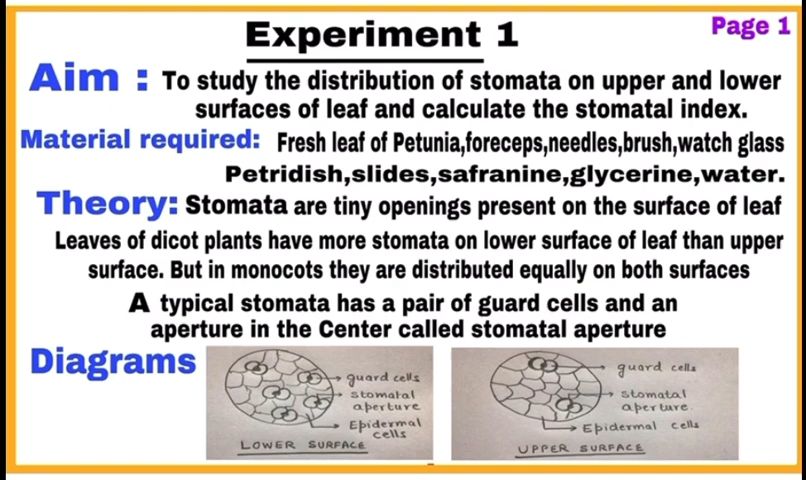 Experiment 1
Page 1
Aim : To study the distribution of stomata on upper and lower
surfaces of leaf and calculate the stomatal index.
Material required: Fresh leaf of Petunia,foreceps,needles,brush,watch glass
Petridish,slides,safranine,glycerine,water.
Theory: Stomata are tiny openings present on the surface of leaf
Leaves of dicot plants have more stomata on lower surface of leaf than upper
surface. But in monocots they are distributed equally on both surfaces
A typical stomata has a pair of guard cells and an
aperture in the Center called stomatal aperture
Diagrams
guard cells
stomatal
aperture
Epidermal
cells
LOWER SURFACE
guard cells
stomatal
aperture.
Epidermal cells
UPPER SURFACE